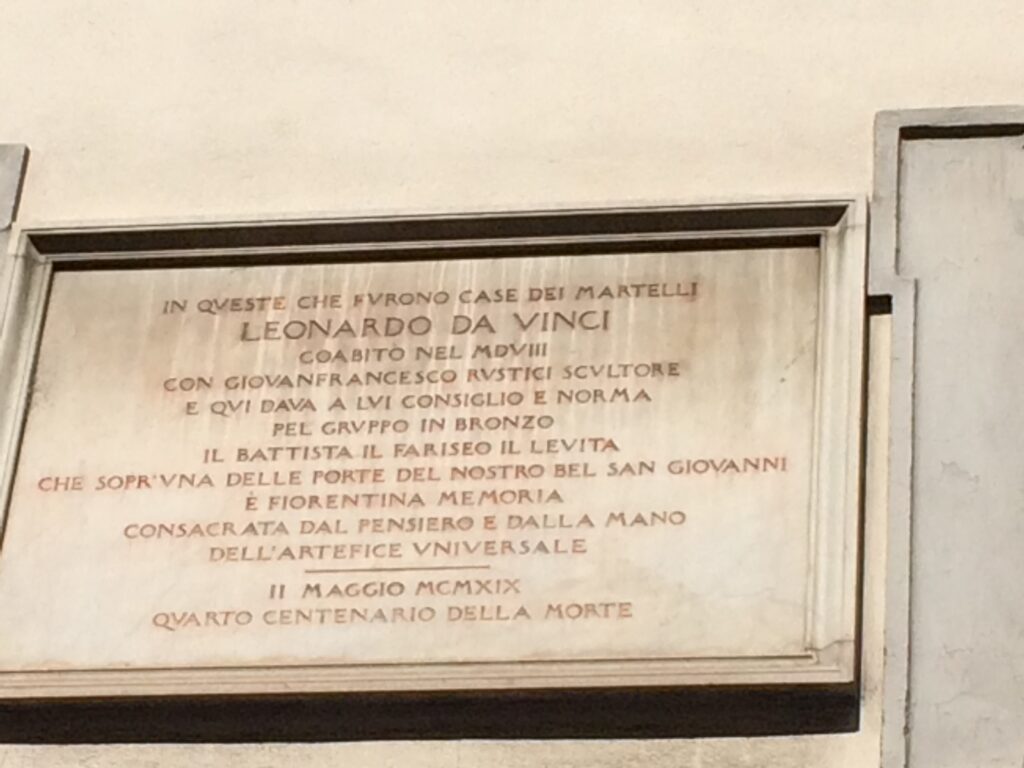 IN QVESTE CHE FVRONO CASE DEI MARTELLI
LEONARDO DA VINCI
COABITÒ NEL MDVIII
CON GIOVANFRANCESCO RVSTICI SCVLTORE
E QVI DAVA A LVI CONSIGLIO E NORMA
PEL GRVPPO IN BRONZO
IL BATTISTA IL FARISEO IL LEVITA
CHE SOPR'VNA DELLE PORTE DEL NOSTRO BEL SAN GIOVANNI
È FIORENTINA MEMORIA
CONSACRATA DAL PENSIERO E DALLA MANO
DELL'ARTEFICE VNIVERSALE
II MAGGIO MCMXIX
QVARTO CENTENARIO DELLA MORTE